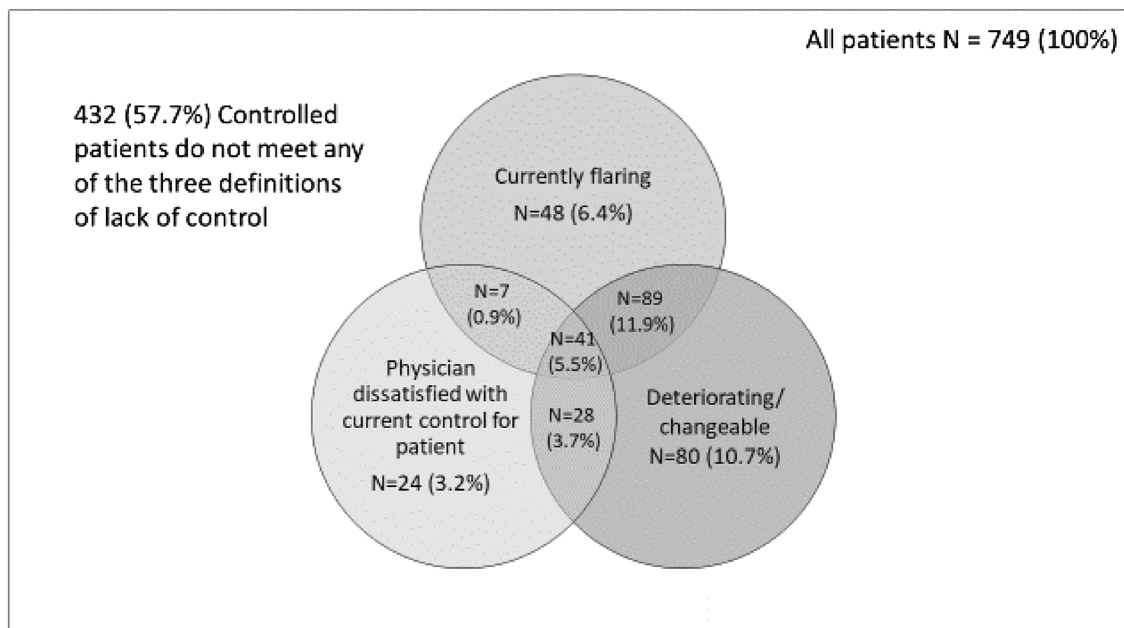 All patients N = 749 (100%)
432 (57.7%) Controlled
patients do not meet any
of the three definitions
of lack of control
Currently flaring
N=48 (6.4%)
N=7
(0.9%)
N=89
(11.9%)
N=41
(5.5%)
Physician
dissatisfied with
current control for
patient
N=24 (3.2%)
N=28
(3.7%)
Deteriorating/
changeable
N=80 (10.7%)